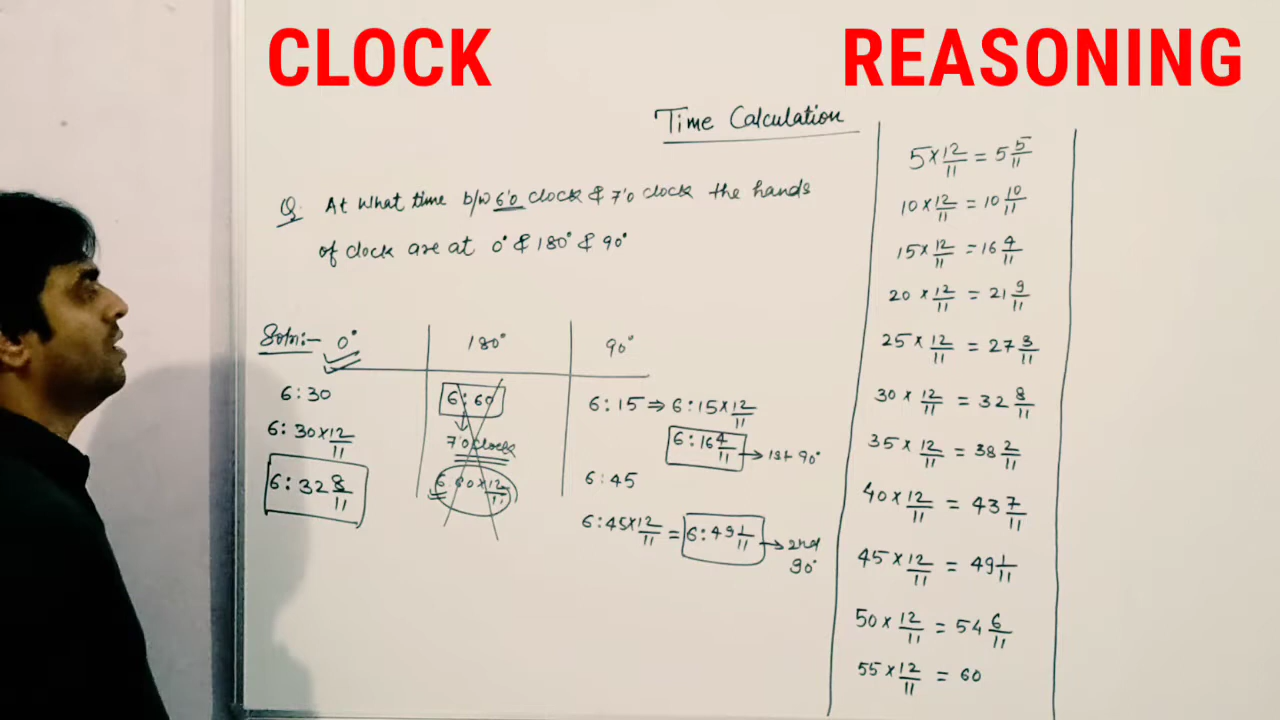 CLOCK REASONING
Time Calculation
Q. At What time b/w 6'0 clock & 7'0 clock the hands
of clock are at 0° & 180° & 90°
Soln:- 0°
6:30
6: 30×12/11
6: 32 8/11
180°
6:60
7'0 clock
6:60×12/11
90°
6:15 ⇒ 6:15×12/11
6:16 4/11 → 1st 90°
6:45
6:45×12/11 = 6:49 1/11 → 2nd
90°
5×12/11 = 5 5/11
10×12/11 = 10 10/11
15×12/11 = 16 4/11
20×12/11 = 21 9/11
25×12/11 = 27 3/11
30×12/11 = 32 8/11
35×12/11 = 38 2/11
40×12/11 = 43 7/11
45×12/11 = 49 1/11
50×12/11 = 54 6/11
55×12/11 = 60